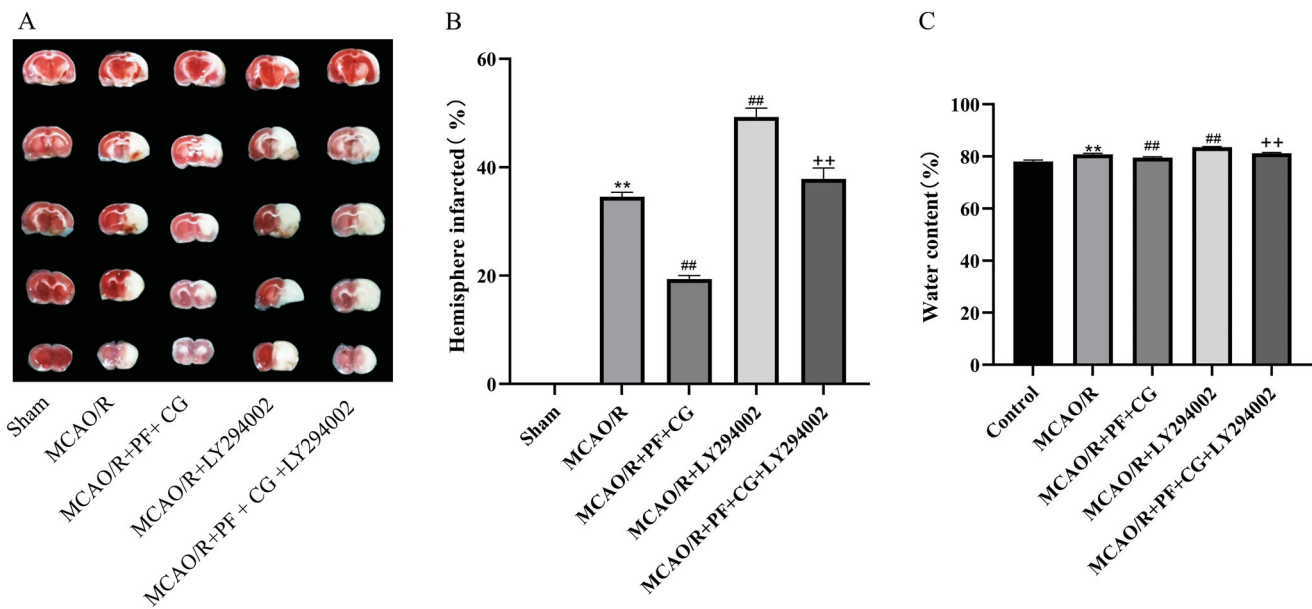 A
Sham
MCAO/R
MCAO/R+PF+ CG
MCAO/R+LY294002
MCAO/R+PF + CG +LY294002
B
Hemisphere infarcted( %)
60
40
20
0
**
##
##
++
Sham
MCAO/R
MCAO/R+PF+CG
MCAO/R+LY294002
MCAO/R+PF+CG+LY294002
C
Water content(%)
100
80
60
40
20
0
**
##
##
++
Control
MCAO/R
MCAO/R+PF+CG
MCAO/R+LY294002
MCAO/R+PF+CG+LY294002